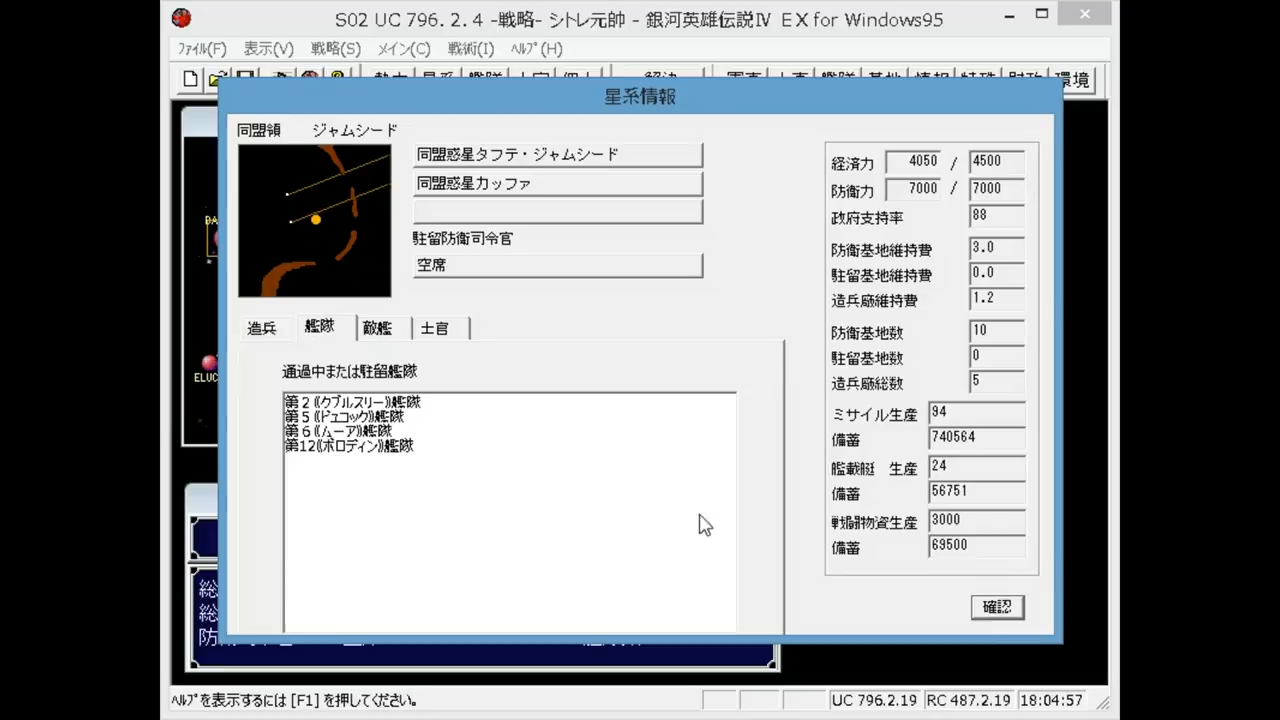 S02 UC 796. 2. 4 -戦略- シトレ元帥 - 銀河英雄伝説Ⅳ EX for Windows95
ﾌｧｲﾙ(F) 表示(V) 戦略(S) メイン(C) 戦術(I) ﾍﾙﾌﾟ(H)
環境
星系情報
同盟領 ジャムシード
同盟惑星タフテ・ジャムシード
同盟惑星カッファ
駐留防衛司令官
空席
経済力 4050 / 4500
防衛力 7000 / 7000
政府支持率 88
防衛基地維持費 3.0
駐留基地維持費 0.0
造兵廠維持費 1.2
防衛基地数 10
駐留基地数 0
造兵廠総数 5
ミサイル生産 94
備蓄 740564
艦載艇 生産 24
備蓄 56751
戦闘物資生産 3000
備蓄 69500
造兵 艦隊 敵艦 士官
通過中または駐留艦隊
第２《クブルスリー》艦隊
第５《ビュコック》艦隊
第６《ムーア》艦隊
第12《ボロディン》艦隊
確認
ELUC
総
総
防
ﾍﾙﾌﾟを表示するには [F1] を押してください。
UC 796.2.19 RC 487.2.19 18:04:57